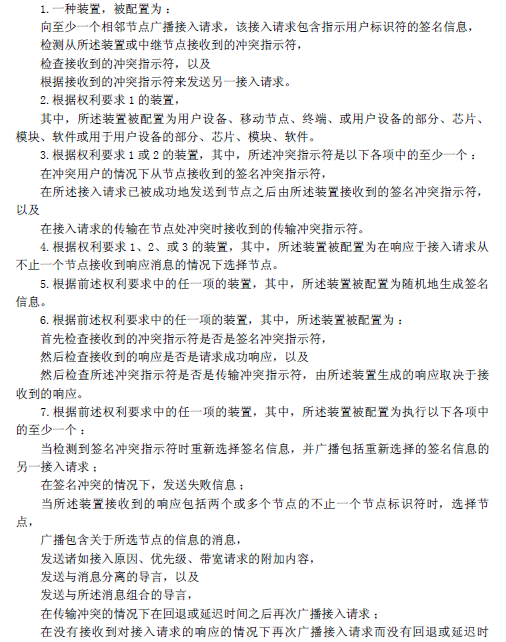 1.一种装置，被配置为：
向至少一个相邻节点广播接入请求，该接入请求包含指示用户标识符的签名信息，
检测从所述装置或中继节点接收到的冲突指示符，
检查接收到的冲突指示符，以及
根据接收到的冲突指示符来发送另一接入请求。
2.根据权利要求1的装置，
其中，所述装置被配置为用户设备、移动节点、终端、或用户设备的部分、芯片、
模块、软件或用于用户设备的部分、芯片、模块、软件。
3.根据权利要求1或2的装置，其中，所述冲突指示符是以下各项中的至少一个：
在冲突用户的情况下从节点接收到的签名冲突指示符，
在所述接入请求已被成功地发送到节点之后由所述装置接收到的签名冲突指示符，
以及
在接入请求的传输在节点处冲突时接收到的传输冲突指示符。
4.根据权利要求1、2、或3的装置，其中，所述装置被配置为在响应于接入请求从
不止一个节点接收到响应消息的情况下选择节点。
5.根据前述权利要求中的任一项的装置，其中，所述装置被配置为随机地生成签名
信息。
6.根据前述权利要求中的任一项的装置，其中，所述装置被配置为：
首先检查接收到的冲突指示符是否是签名冲突指示符，
然后检查接收到的响应是否是请求成功响应，以及
然后检查所述冲突指示符是否是传输冲突指示符，由所述装置生成的响应取决于接
收到的响应。
7.根据前述权利要求中的任一项的装置，其中，所述装置被配置为执行以下各项中
的至少一个：
当检测到签名冲突指示符时重新选择签名信息，并广播包括重新选择的签名信息的
另一接入请求；
在签名冲突的情况下，发送失败信息；
当所述装置接收到的响应包括两个或多个节点的不止一个节点标识符时，选择节
点，
广播包含关于所选节点的信息的消息，
发送诸如接入原因、优先级、带宽请求的附加内容，
发送与消息分离的导言，以及
发送与所述消息组合的导言，
在传输冲突的情况下在回退或延迟时间之后再次广播接入请求；
在没有接收到对接入请求的响应的情况下再次广播接入请求而没有回退或延迟时